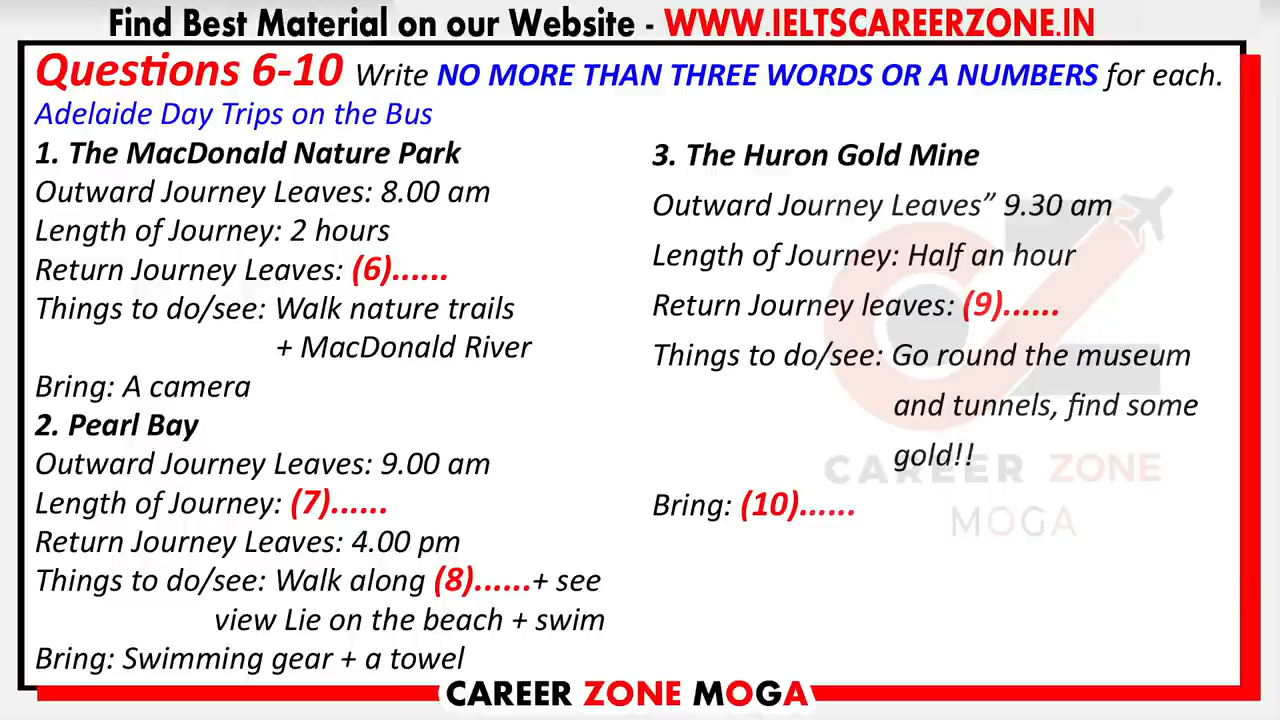 Find Best Material on our Website - WWW.IELTSCAREERZONE.IN
Questions 6-10 Write NO MORE THAN THREE WORDS OR A NUMBERS for each.
Adelaide Day Trips on the Bus
1. The MacDonald Nature Park
Outward Journey Leaves: 8.00 am
Length of Journey: 2 hours
Return Journey Leaves: (6)......
Things to do/see: Walk nature trails
+ MacDonald River
Bring: A camera
2. Pearl Bay
Outward Journey Leaves: 9.00 am
Length of Journey: (7)......
Return Journey Leaves: 4.00 pm
Things to do/see: Walk along (8)......+ see
view Lie on the beach + swim
Bring: Swimming gear + a towel
3. The Huron Gold Mine
Outward Journey Leaves” 9.30 am
Length of Journey: Half an hour
Return Journey leaves: (9)......
Things to do/see: Go round the museum
and tunnels, find some
gold!!
Bring: (10)......
CAREER ZONE
MOGA
CAREER ZONE MOGA